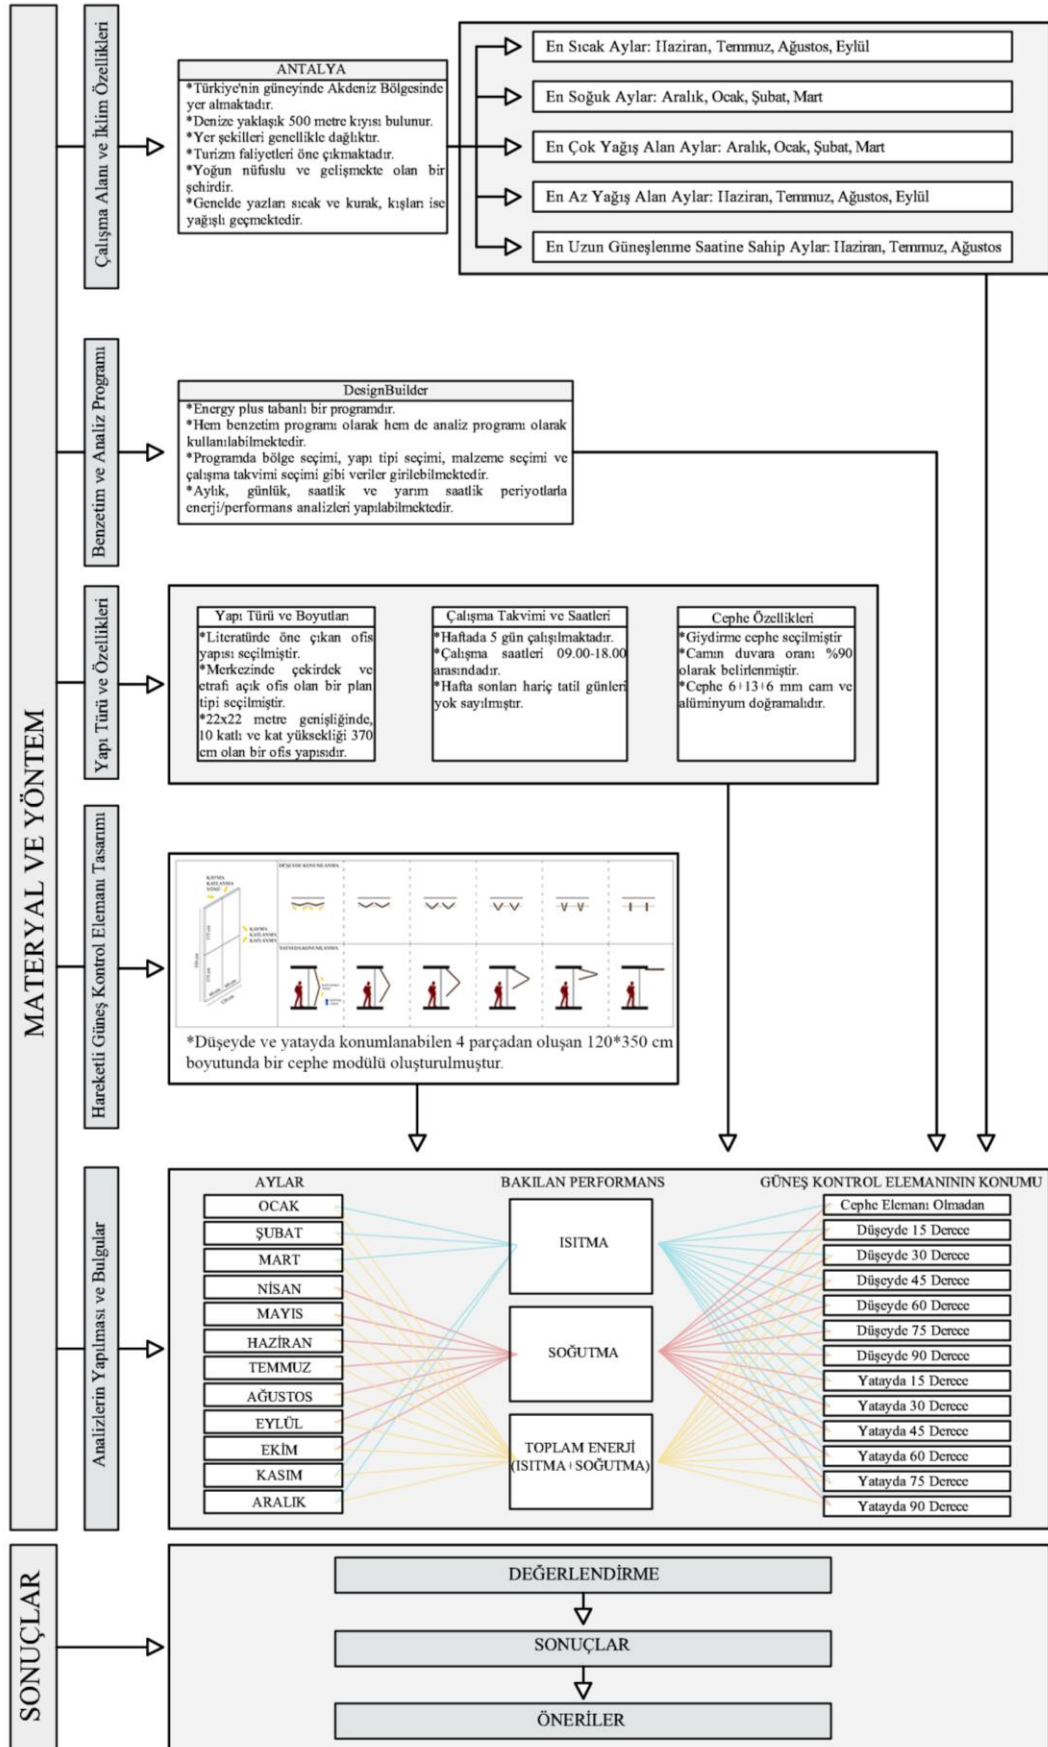 MATERYAL VE YÖNTEM
Çalışma Alanı ve İklim Özellikleri
ANTALYA
*Türkiye'nin güneyinde Akdeniz Bölgesinde
yer almaktadır.
*Denize yaklaşık 500 metre kıyısı bulunur.
*Yer şekilleri genellikle dağlıktır.
*Turizm faliyetleri öne çıkmaktadır.
*Yoğun nüfuslu ve gelişmekte olan bir
şehirdir.
*Genelde yazları sıcak ve kurak, kışları ise
yağışlı geçmektedir.
En Sıcak Aylar: Haziran, Temmuz, Ağustos, Eylül
En Soğuk Aylar: Aralık, Ocak, Şubat, Mart
En Çok Yağış Alan Aylar: Aralık, Ocak, Şubat, Mart
En Az Yağış Alan Aylar: Haziran, Temmuz, Ağustos, Eylül
En Uzun Güneşlenme Saatine Sahip Aylar: Haziran, Temmuz, Ağustos
Benzetim ve Analiz Programı
DesignBuilder
*Energy plus tabanlı bir programdır.
*Hem benzetim programı olarak hem de analiz programı olarak
kullanılabilmektedir.
*Programda bölge seçimi, yapı tipi seçimi, malzeme seçimi ve
çalışma takvimi seçimi gibi veriler girilebilmektedir.
*Aylık, günlük, saatlik ve yarım saatlik periyotlarla
enerji/performans analizleri yapılabilmektedir.
Yapı Türü ve Özellikleri
Yapı Türü ve Boyutları
*Literatürde öne çıkan ofis
yapısı seçilmiştir.
*Merkezinde çekirdek ve
etrafı açık ofis olan bir plan
tipi seçilmiştir.
*22x22 metre genişliğinde,
10 katlı ve kat yüksekliği 370
cm olan bir ofis yapısıdır.
Çalışma Takvimi ve Saatleri
*Haftada 5 gün çalışılmaktadır.
*Çalışma saatleri 09.00-18.00
arasındadır.
*Hafta sonları hariç tatil günleri
yok sayılmıştır.
Cephe Özellikleri
*Giydirme cephe seçilmiştir
*Camın duvara oranı %90
olarak belirlenmiştir.
*Cephe 6+13+6 mm cam ve
alüminyum doğramalıdır.
Hareketli Güneş Kontrol Elemanı Tasarımı
KAYMA
KATLANMA
YÖNÜ
KAYMA
KATLANMA
KATLANMA
120cm
DÜŞEYDE KONUMLANMA
YATAYDA KONUMLANMA
*Düşeyde ve yatayda konumlanabilen 4 parçadan oluşan 120*350 cm
boyutunda bir cephe modülü oluşturulmuştur.
Analizlerin Yapılması ve Bulgular
AYLAR
OCAK
ŞUBAT
MART
NİSAN
MAYIS
HAZİRAN
TEMMUZ
AĞUSTOS
EYLÜL
EKİM
KASIM
ARALIK
BAKILAN PERFORMANS
ISITMA
SOĞUTMA
TOPLAM ENERJİ
(ISITMA+SOĞUTMA)
GÜNEŞ KONTROL ELEMANININ KONUMU
Cephe Elemanı Olmadan
Düşeyde 15 Derece
Düşeyde 30 Derece
Düşeyde 45 Derece
Düşeyde 60 Derece
Düşeyde 75 Derece
Düşeyde 90 Derece
Yatayda 15 Derece
Yatayda 30 Derece
Yatayda 45 Derece
Yatayda 60 Derece
Yatayda 75 Derece
Yatayda 90 Derece
SONUÇLAR
DEĞERLENDİRME
SONUÇLAR
ÖNERİLER